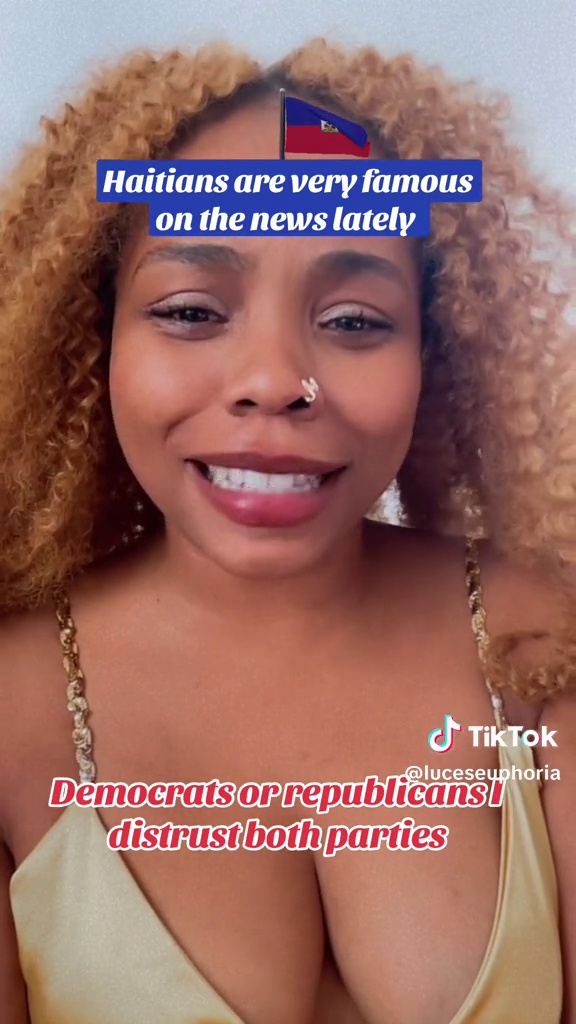 Haitians are very famous
on the news lately
TikTok
@luceseuphoria
Democrats or republicans I
distrust both parties